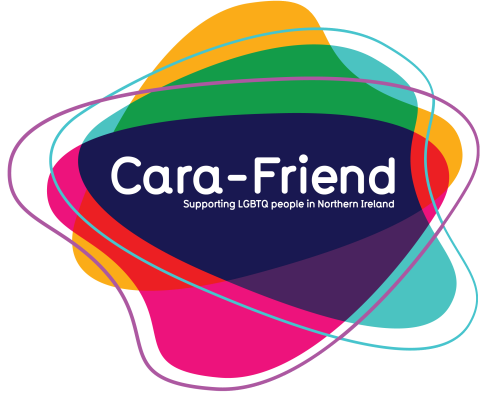 Cara-Friend
Supporting LGBTQ people in Northern Ireland